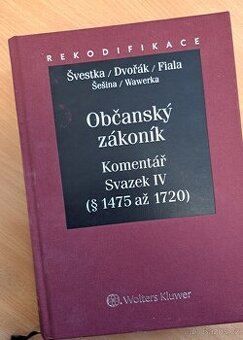 REKODIFIKACE
Švestka / Dvořák / Fiala
Šešina / Wawerka
Občanský
zákoník
Komentář
Svazek IV
(§ 1475 až 1720)
Wolters Kluwer